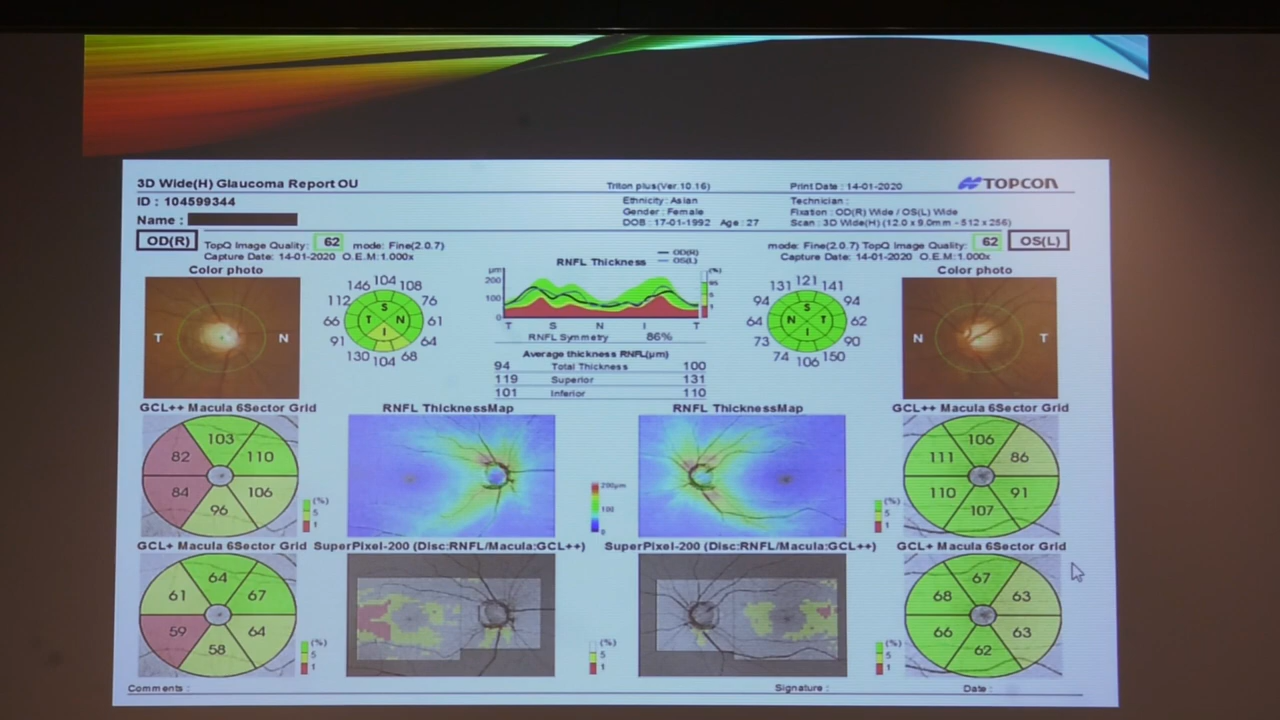 3D Wide(H) Glaucoma Report OU
Triton plus(Ver.10.16)
Print Date : 14-01-2020
TOPCON
ID : 104599344
Ethnicity: Asian
Technician :
Name :
Gender : Female
Fixation : OD(R) Wide / OS(L) Wide
DOB : 17-01-1992 Age : 27
Scan : 3D Wide(H) (12.0 x 9.0mm - 512 x 256)
OD(R)
TopQ Image Quality: 62 mode: Fine(2.0.7)
Capture Date: 14-01-2020 O.E.M:1.000x
mode: Fine(2.0.7) TopQ Image Quality: 62
OS(L)
Capture Date: 14-01-2020 O.E.M:1.000x
Color photo
T
N
146 104 108
112 76
66 61
91 64
130 104 68
S
T N
I
RNFL Thickness
OD(R)
OS(L)
µm
200
100
0
T S N I T
(%)
95
5
1
RNFL Symmetry 86%
Average thickness RNFL(µm)
94 Total Thickness 100
119 Superior 131
101 Inferior 110
131 121 141
94 94
64 62
73 90
74 106 150
S
N T
I
Color photo
N
T
GCL++ Macula 6Sector Grid
103
82 110
84 106
96
(%)
5
1
RNFL ThicknessMap
200µm
100
0
RNFL ThicknessMap
GCL++ Macula 6Sector Grid
106
111 86
110 91
107
(%)
5
1
GCL+ Macula 6Sector Grid
64
61 67
59 64
58
(%)
5
1
SuperPixel-200 (Disc:RNFL/Macula:GCL++)
(%)
5
1
SuperPixel-200 (Disc:RNFL/Macula:GCL++)
(%)
5
1
GCL+ Macula 6Sector Grid
67
68 63
66 63
62
Comments :
Signature :
Date :